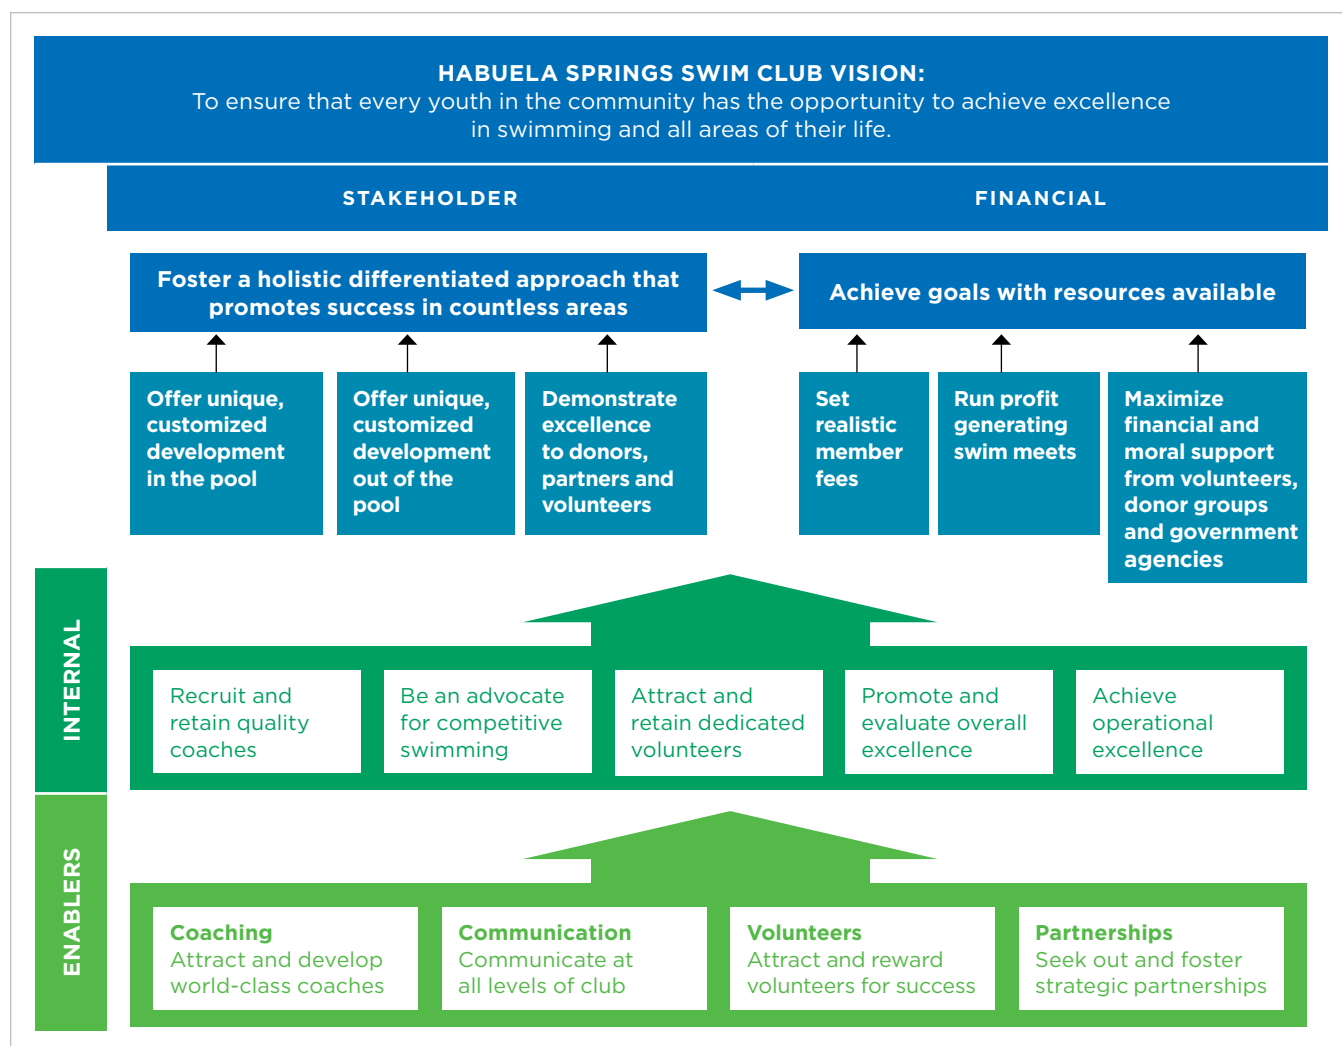 HABUELA SPRINGS SWIM CLUB VISION:
To ensure that every youth in the community has the opportunity to achieve excellence
in swimming and all areas of their life.
STAKEHOLDER
FINANCIAL
Foster a holistic differentiated approach that
promotes success in countless areas
Achieve goals with resources available
Offer unique,
customized
development
in the pool
Offer unique,
customized
development
out of the
pool
Demonstrate
excellence
to donors,
partners and
volunteers
Set
realistic
member
fees
Run profit
generating
swim meets
Maximize
financial and
moral support
from volunteers,
donor groups
and government
agencies
INTERNAL
Recruit and
retain quality
coaches
Be an advocate
for competitive
swimming
Attract and
retain dedicated
volunteers
Promote and
evaluate overall
excellence
Achieve
operational
excellence
ENABLERS
Coaching
Attract and develop
world-class coaches
Communication
Communicate at
all levels of club
Volunteers
Attract and reward
volunteers for success
Partnerships
Seek out and foster
strategic partnerships